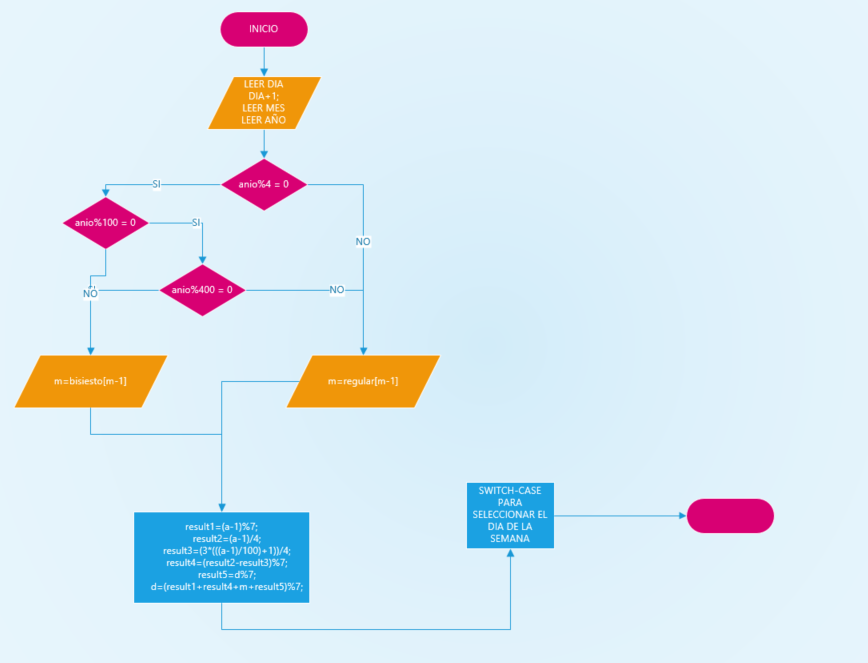 INICIO
LEER DIA
DIA+1;
LEER MES
LEER AÑO
anio%4 = 0
SI
anio%100 = 0
SI
NO
anio%400 = 0
NO
NO
m=bisiesto[m-1]
m=regular[m-1]
SWITCH-CASE
PARA
SELECCIONAR EL
DIA DE LA
SEMANA
result1=(a-1)%7;
result2=(a-1)/4;
result3=(3*(((a-1)/100)+1))/4;
result4=(result2-result3)%7;
result5=d%7;
d=(result1+result4+m+result5)%7;